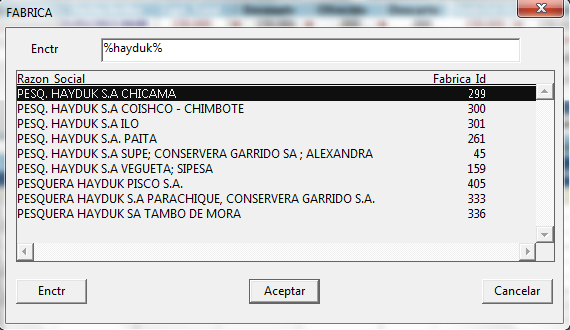 FABRICA
Enctr %hayduk%
Razon Social Fabrica Id
PESQ. HAYDUK S.A CHICAMA 299
PESQ. HAYDUK S.A COISHCO - CHIMBOTE 300
PESQ. HAYDUK S.A ILO 301
PESQ. HAYDUK S.A. PAITA 261
PESQ. HAYDUK S.A SUPE; CONSERVERA GARRIDO SA ; ALEXANDRA 45
PESQ. HAYDUK S.A VEGUETA; SIPESA 159
PESQUERA HAYDUK PISCO S.A. 405
PESQUERA HAYDUK S.A PARACHIQUE, CONSERVERA GARRIDO S.A. 333
PESQUERA HAYDUK SA TAMBO DE MORA 336
Enctr Aceptar Cancelar